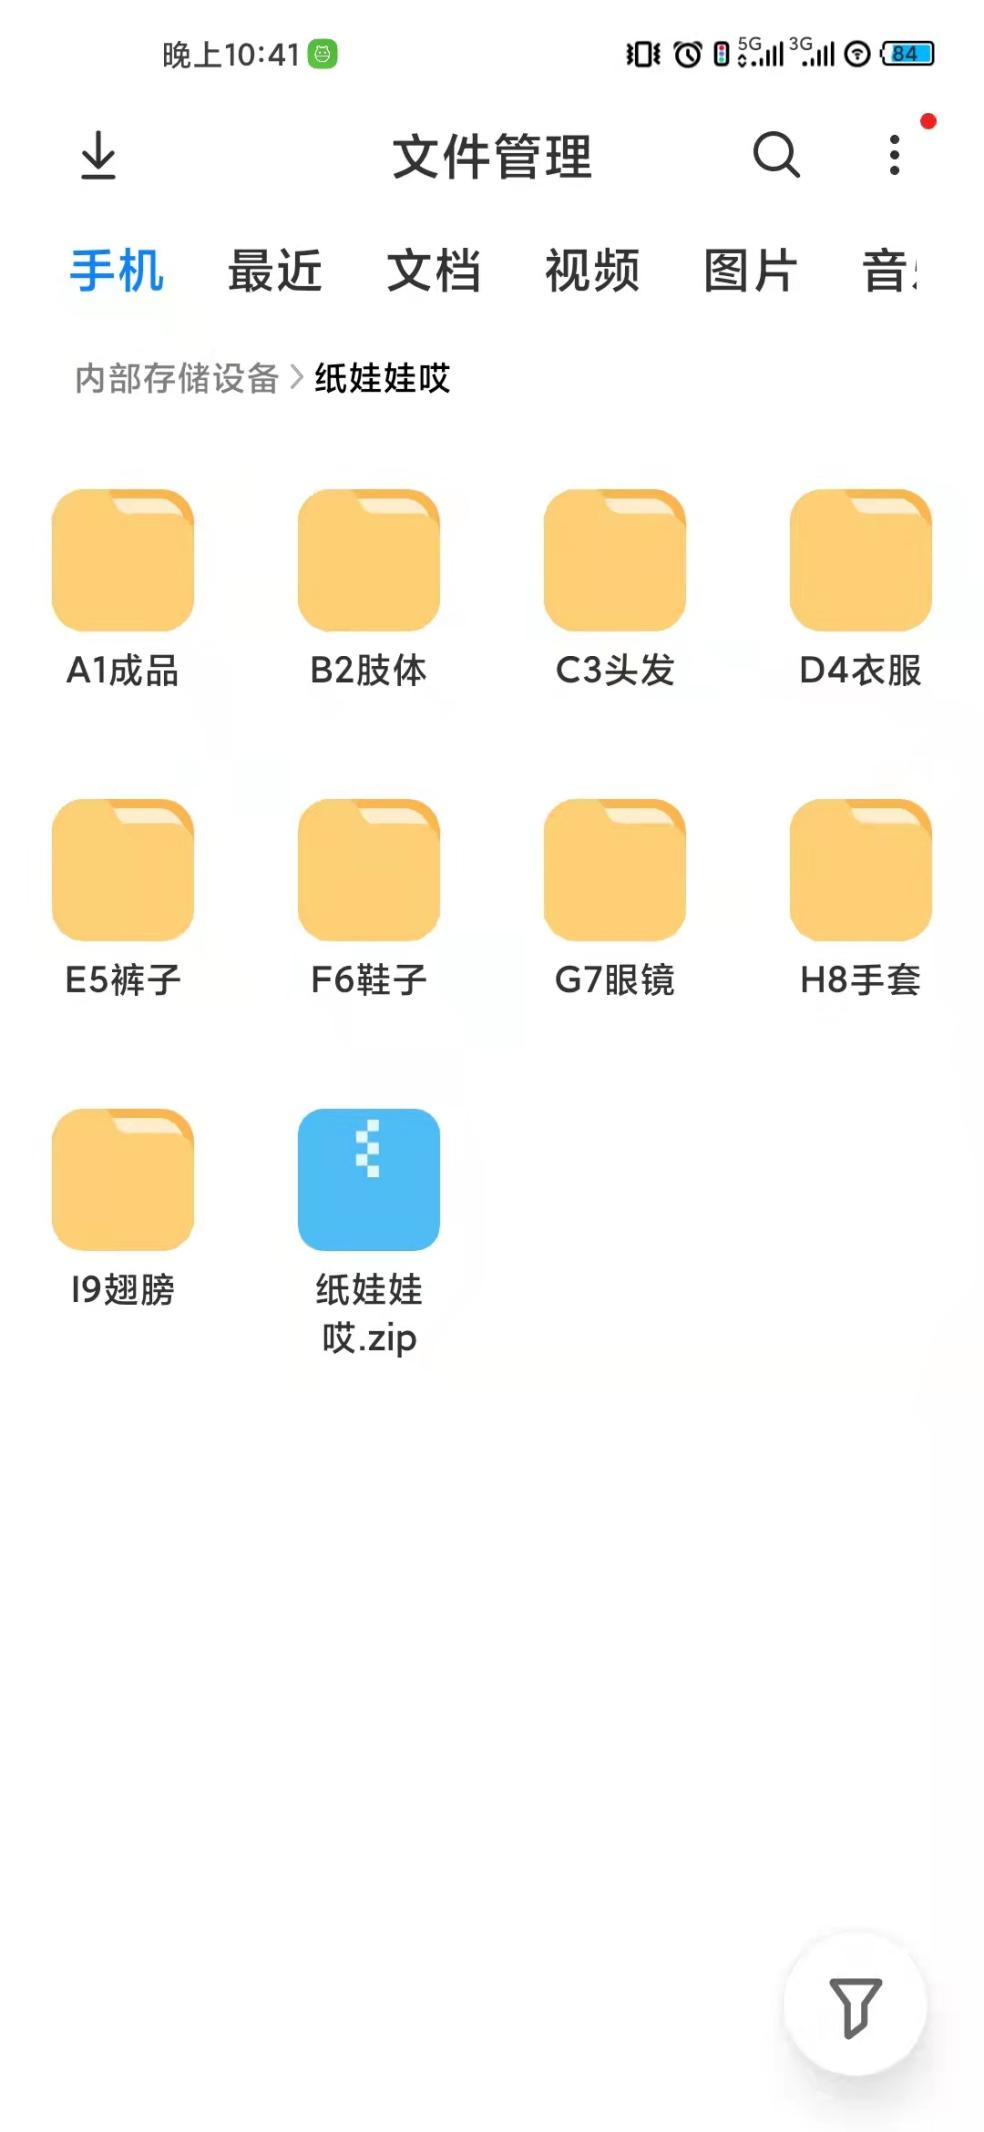 晚上10:41
5G 3G 84
文件管理
手机 最近 文档 视频 图片 音
内部存储设备 纸娃娃哎
A1成品 B2肢体 C3头发 D4衣服
E5裤子 F6鞋子 G7眼镜 H8手套
I9翅膀 纸娃娃
哎.zip